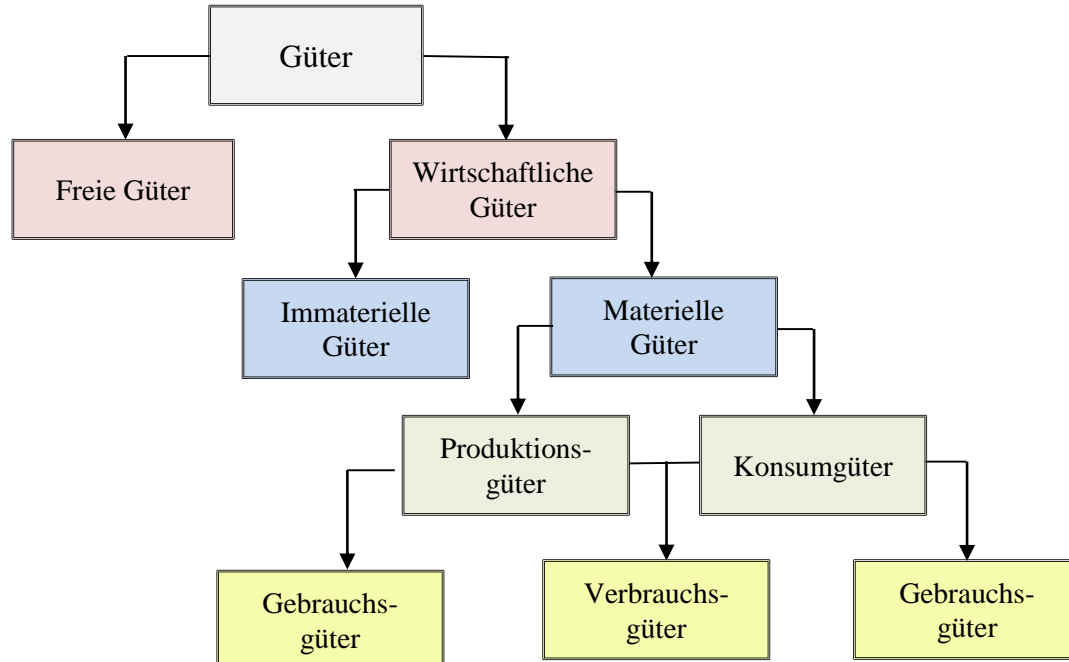 Güter
Freie Güter
Wirtschaftliche
Güter
Immaterielle
Güter
Materielle
Güter
Produktions-
güter
Konsumgüter
Gebrauchs-
güter
Verbrauchs-
güter
Gebrauchs-
güter